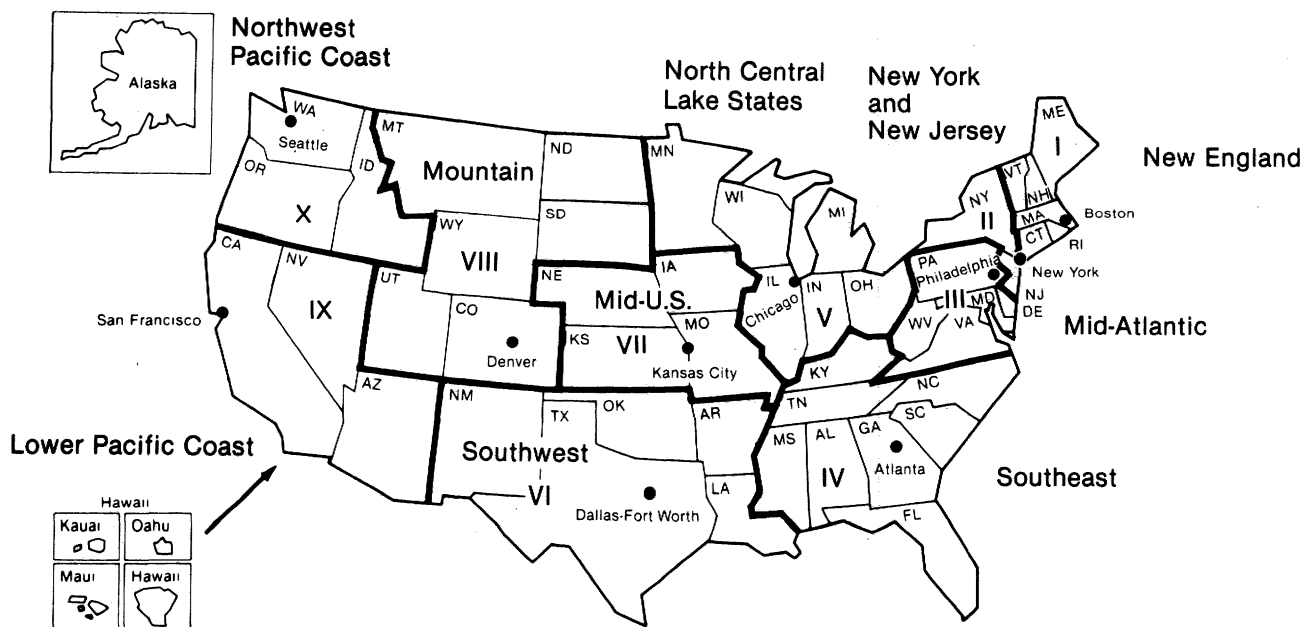 Northwest
Pacific Coast
Alaska
North Central
Lake States
New York
and
New Jersey
New England
WA
Seattle
OR
ID
X
MT
Mountain
ND
SD
WY
VIII
MN
WI
MI
ME
I
VT
NH
NY
II
MA
Boston
CT
RI
New York
CA
NV
IX
San Francisco
UT
CO
Denver
NE
IA
Mid-U.S.
KS
VII
MO
Kansas City
IL
Chicago
IN
V
OH
PA
Philadelphia
III
MD
NJ
DE
WV
VA
Mid-Atlantic
KY
AZ
NM
TX
OK
AR
Southwest
VI
Dallas-Fort Worth
LA
TN
NC
SC
MS
AL
GA
IV
Atlanta
FL
Southeast
Lower Pacific Coast
Hawaii
Kauai
Oahu
Maui
Hawaii